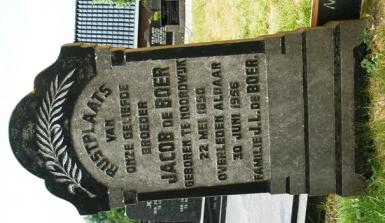 RUSTPLAATS
VAN
ONZE GELIEFDE
BROEDER
JACOB DE BOER
GEBOREN TE NOORDWIJK
22 MEI 1890
OVERLEDEN ALDAAR
30 JUNI 1956
FAMILIE J.L. DE BOER.